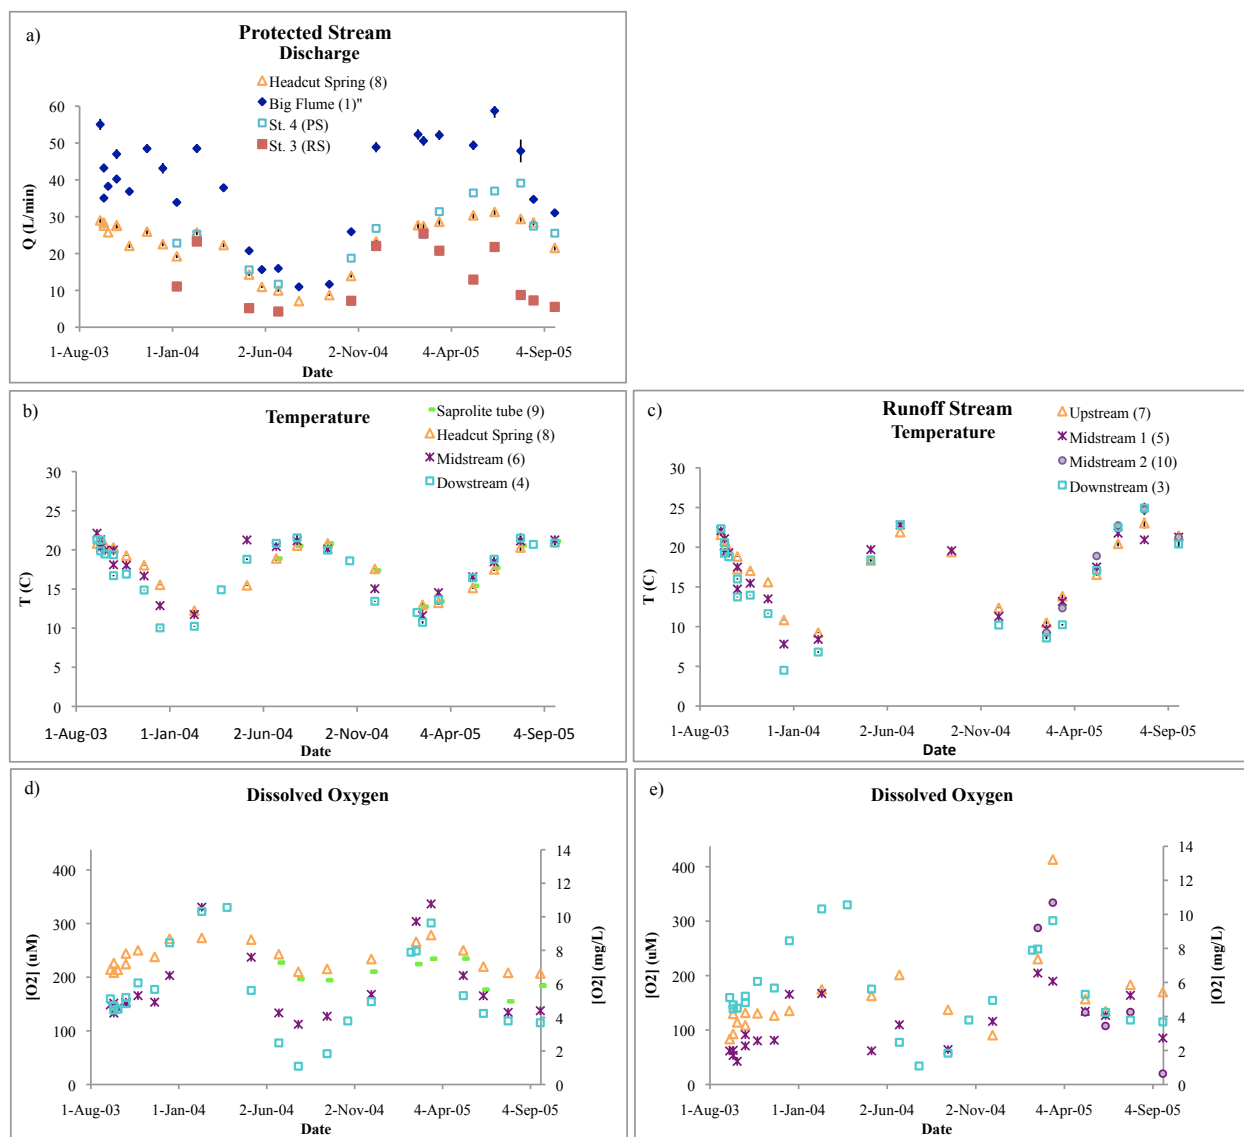 a)
Protected Stream
Discharge
Headcut Spring (8)
Big Flume (1)"
St. 4 (PS)
St. 3 (RS)
60
50
40
30
20
10
0
Q (L/min)
1-Aug-03 1-Jan-04 2-Jun-04 2-Nov-04 4-Apr-05 4-Sep-05
Date
b)
Temperature
Saprolite tube (9)
Headcut Spring (8)
Midstream (6)
Dowstream (4)
30
25
20
15
10
5
0
T (C)
1-Aug-03 1-Jan-04 2-Jun-04 2-Nov-04 4-Apr-05 4-Sep-05
Date
c)
Runoff Stream
Temperature
Upstream (7)
Midstream 1 (5)
Midstream 2 (10)
Downstream (3)
30
25
20
15
10
5
0
T (C)
1-Aug-03 1-Jan-04 2-Jun-04 2-Nov-04 4-Apr-05 4-Sep-05
Date
d)
Dissolved Oxygen
400
300
200
100
0
[O2] (uM)
14
12
10
8
6
4
2
0
[O2] (mg/L)
1-Aug-03 1-Jan-04 2-Jun-04 2-Nov-04 4-Apr-05 4-Sep-05
Date
e)
Dissolved Oxygen
400
300
200
100
0
[O2] (uM)
14
12
10
8
6
4
2
0
[O2] (mg/L)
1-Aug-03 1-Jan-04 2-Jun-04 2-Nov-04 4-Apr-05 4-Sep-05
Date